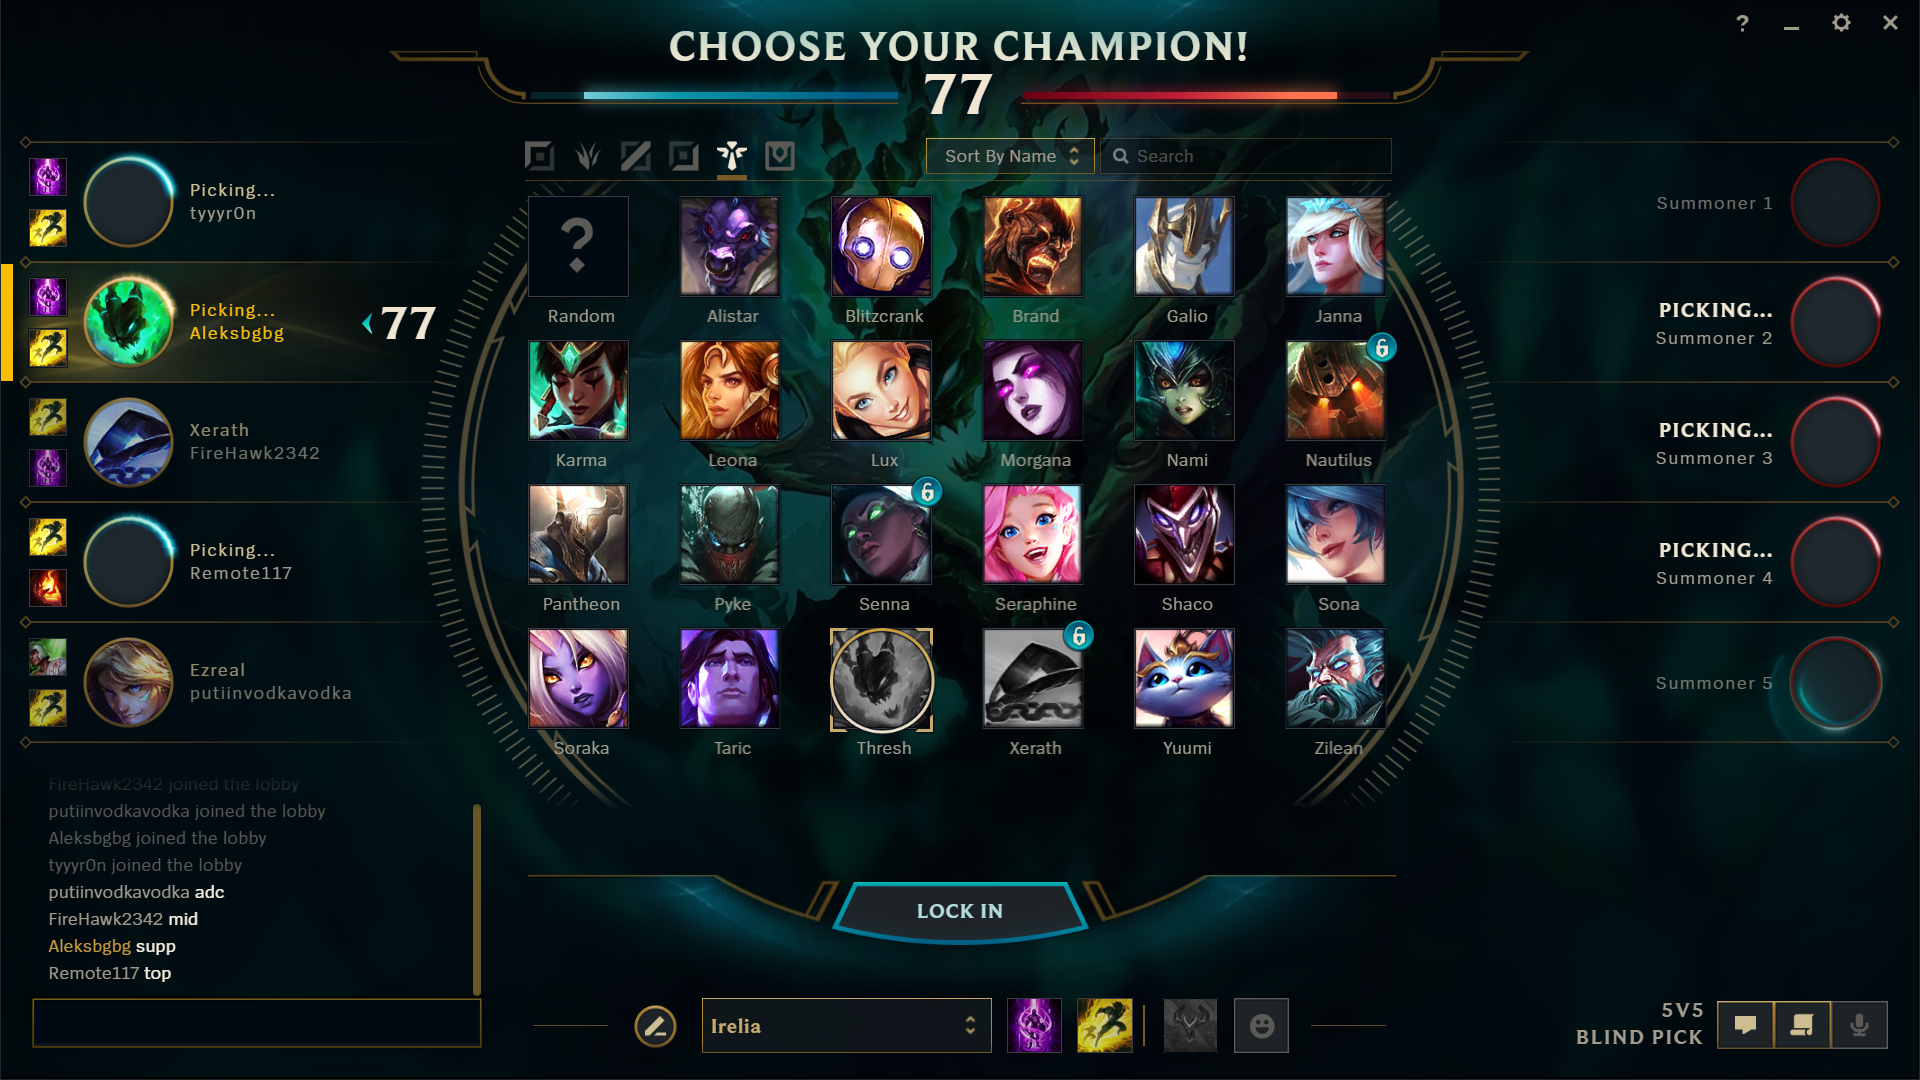 CHOOSE YOUR CHAMPION!
77
Sort By Name
Search
Picking...
tyyyr0n
Picking...
Aleksbgbg
77
Xerath
FireHawk2342
Picking...
Remote117
Ezreal
putiinvodkavodka
Random Alistar Blitzcrank Brand Galio Janna
Karma Leona Lux Morgana Nami Nautilus
Pantheon Pyke Senna Seraphine Shaco Sona
Soraka Taric Thresh Xerath Yuumi Zilean
Summoner 1
PICKING...
Summoner 2
PICKING...
Summoner 3
PICKING...
Summoner 4
Summoner 5
FireHawk2342 joined the lobby
putiinvodkavodka joined the lobby
Aleksbgbg joined the lobby
tyyyr0n joined the lobby
putiinvodkavodka adc
FireHawk2342 mid
Aleksbgbg supp
Remote117 top
LOCK IN
Irelia
5V5
BLIND PICK